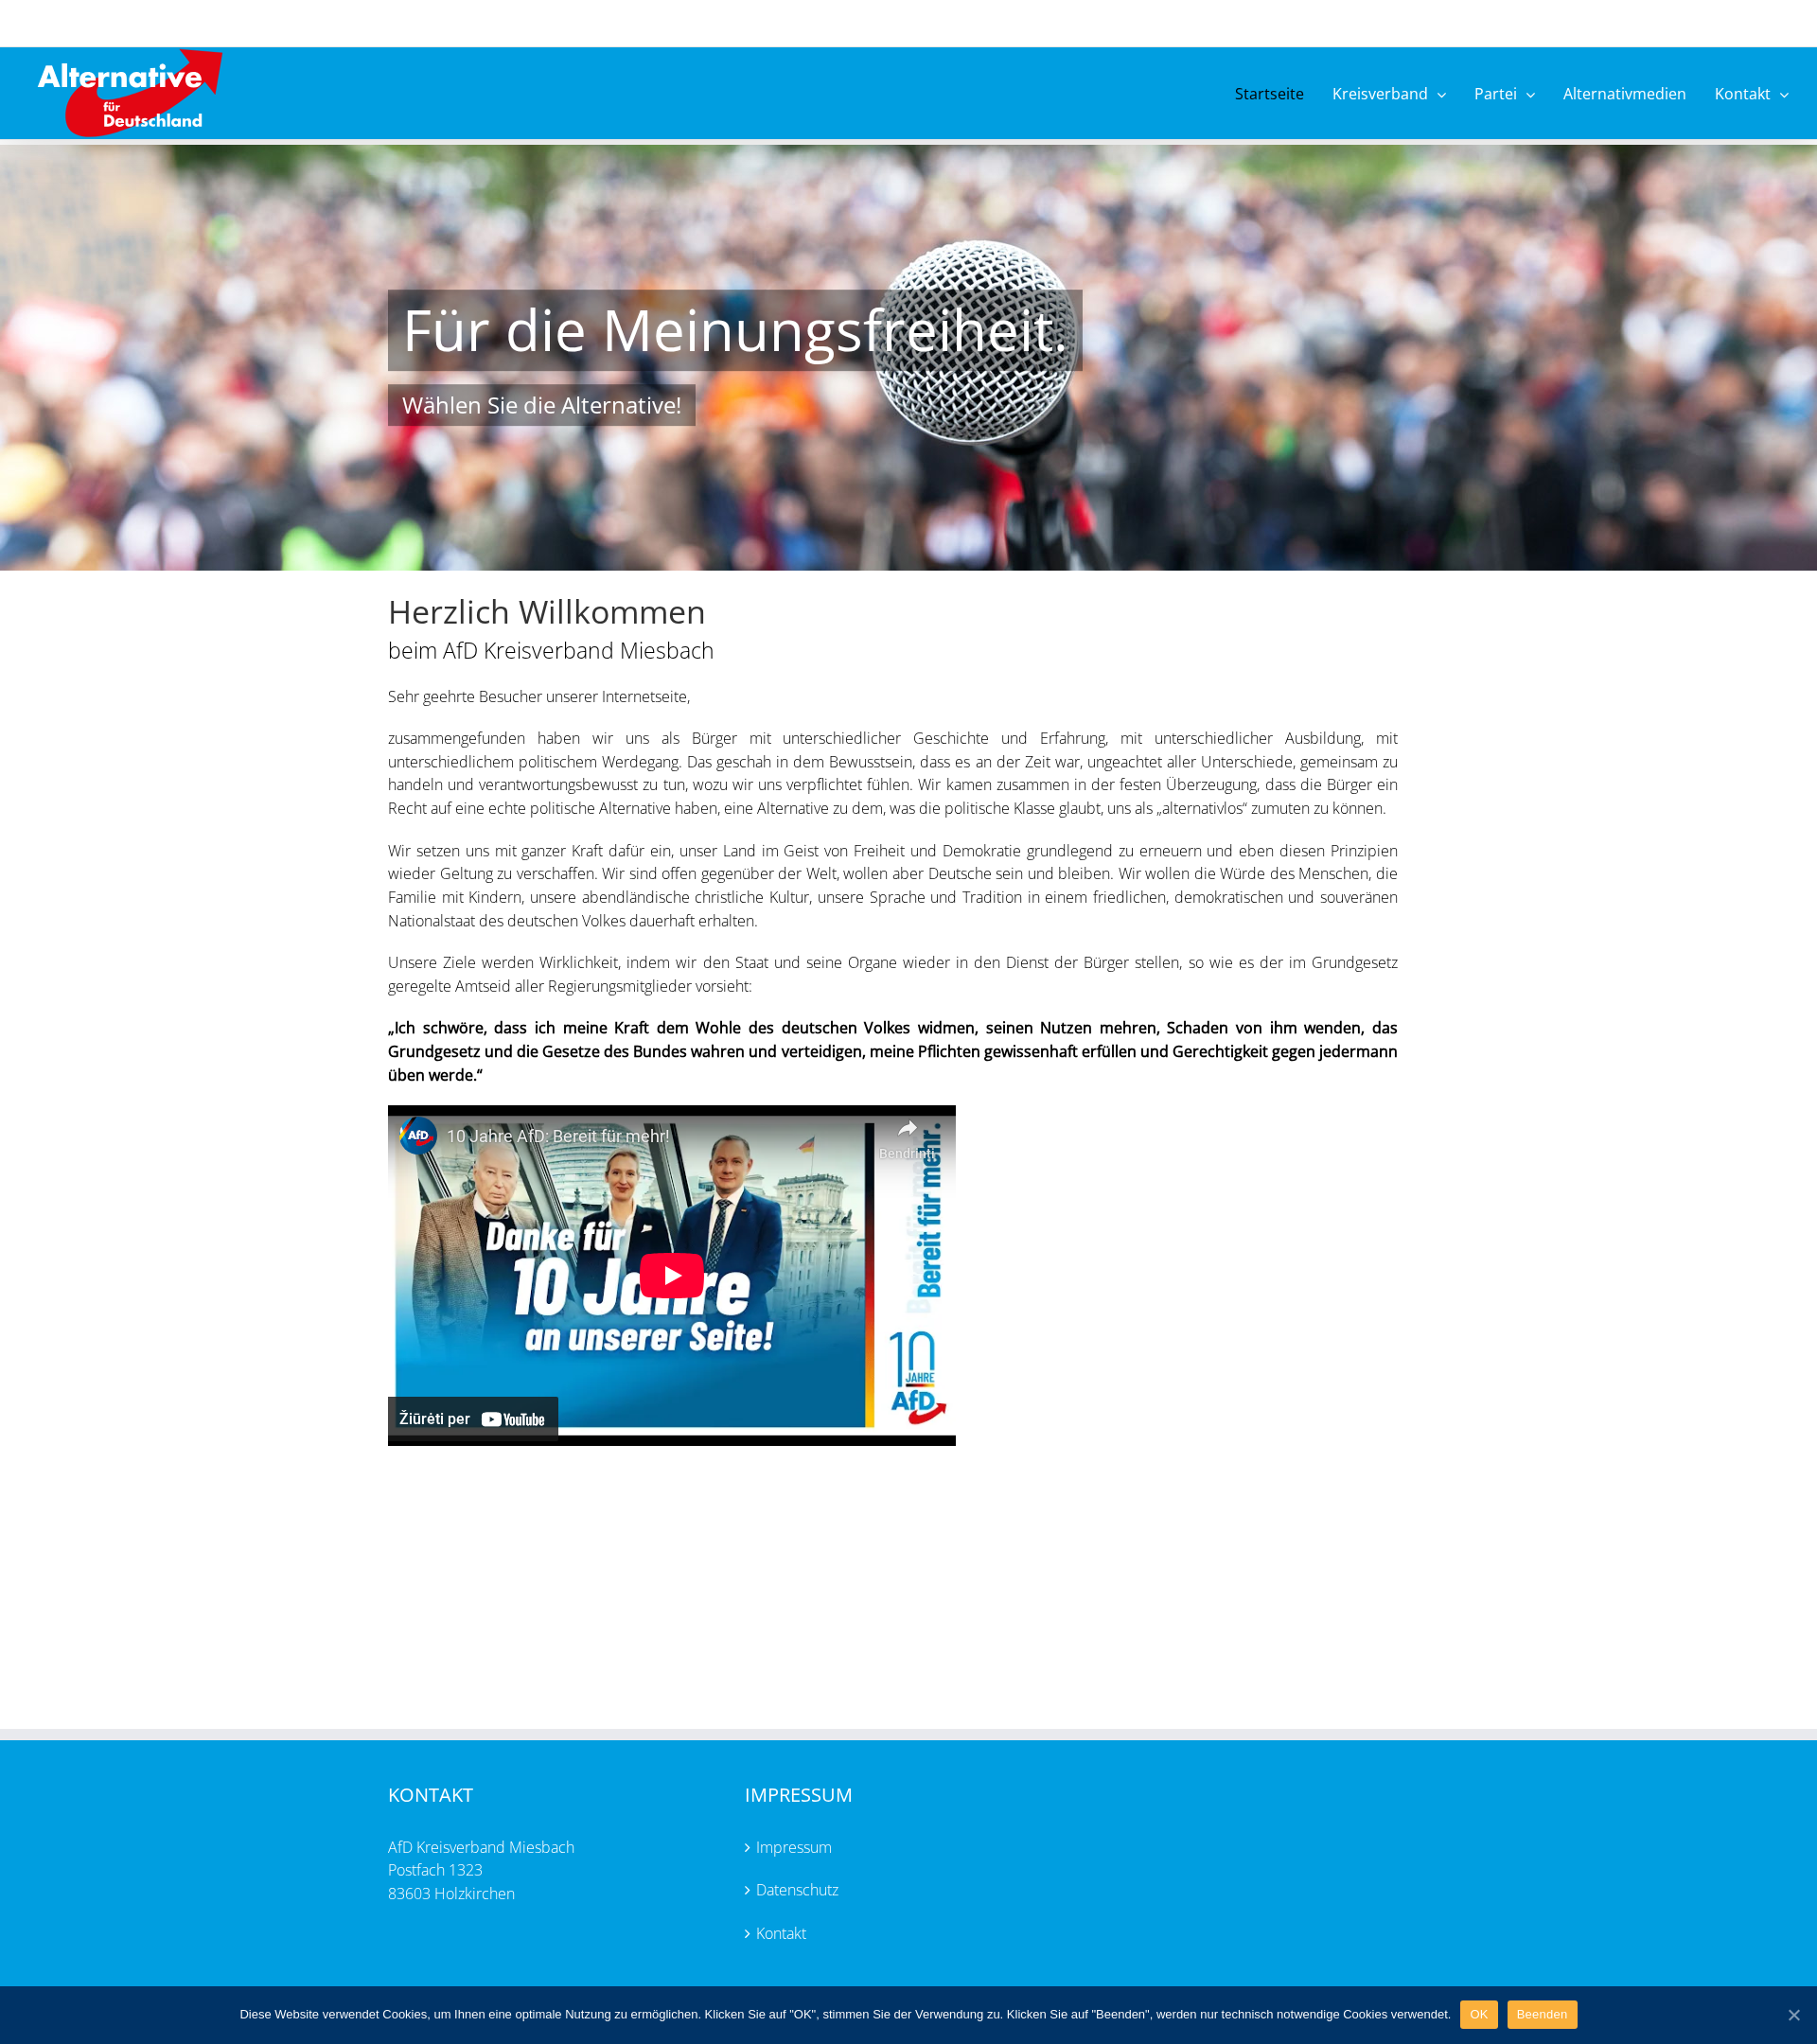 Alternative
für
Deutschland
Startseite Kreisverband Partei Alternativmedien Kontakt
Für die Meinungsfreiheit.
Wählen Sie die Alternative!
Herzlich Willkommen
beim AfD Kreisverband Miesbach
Sehr geehrte Besucher unserer Internetseite,
zusammengefunden haben wir uns als Bürger mit unterschiedlicher Geschichte und Erfahrung, mit unterschiedlicher Ausbildung, mit
unterschiedlichem politischem Werdegang. Das geschah in dem Bewusstsein, dass es an der Zeit war, ungeachtet aller Unterschiede, gemeinsam zu
handeln und verantwortungsbewusst zu tun, wozu wir uns verpflichtet fühlen. Wir kamen zusammen in der festen Überzeugung, dass die Bürger ein
Recht auf eine echte politische Alternative haben, eine Alternative zu dem, was die politische Klasse glaubt, uns als „alternativlos“ zumuten zu können.
Wir setzen uns mit ganzer Kraft dafür ein, unser Land im Geist von Freiheit und Demokratie grundlegend zu erneuern und eben diesen Prinzipien
wieder Geltung zu verschaffen. Wir sind offen gegenüber der Welt, wollen aber Deutsche sein und bleiben. Wir wollen die Würde des Menschen, die
Familie mit Kindern, unsere abendländische christliche Kultur, unsere Sprache und Tradition in einem friedlichen, demokratischen und souveränen
Nationalstaat des deutschen Volkes dauerhaft erhalten.
Unsere Ziele werden Wirklichkeit, indem wir den Staat und seine Organe wieder in den Dienst der Bürger stellen, so wie es der im Grundgesetz
geregelte Amtseid aller Regierungsmitglieder vorsieht:
„Ich schwöre, dass ich meine Kraft dem Wohle des deutschen Volkes widmen, seinen Nutzen mehren, Schaden von ihm wenden, das
Grundgesetz und die Gesetze des Bundes wahren und verteidigen, meine Pflichten gewissenhaft erfüllen und Gerechtigkeit gegen jedermann
üben werde.“
AfD
10 Jahre AfD: Bereit für mehr!
Bendrinti
Danke für
10 Jahre
an unserer Seite!
Bereit für mehr.
10
JAHRE
AfD
Žiūrėti per YouTube
KONTAKT
AfD Kreisverband Miesbach
Postfach 1323
83603 Holzkirchen
IMPRESSUM
Impressum
Datenschutz
Kontakt
Diese Website verwendet Cookies, um Ihnen eine optimale Nutzung zu ermöglichen. Klicken Sie auf "OK", stimmen Sie der Verwendung zu. Klicken Sie auf "Beenden", werden nur technisch notwendige Cookies verwendet. OK Beenden